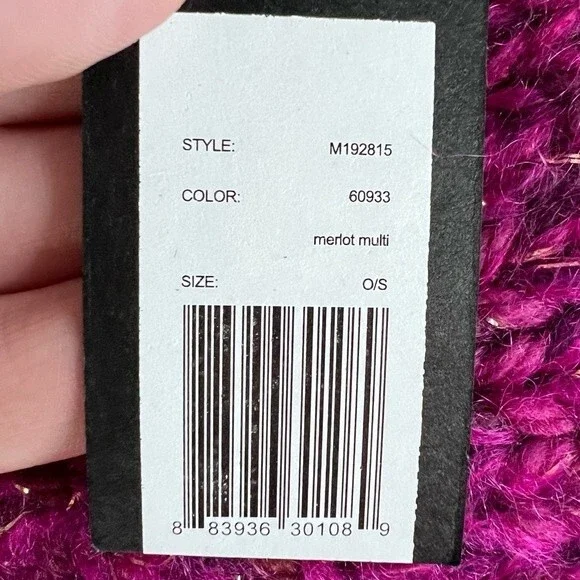 STYLE: M192815
COLOR: 60933
merlot multi
SIZE: O/S
8 83936 30108 9